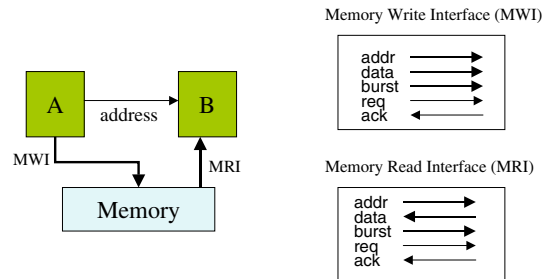 Memory Write Interface (MWI)
addr
data
burst
req
ack
A
address
B
MWI
MRI
Memory
Memory Read Interface (MRI)
addr
data
burst
req
ack